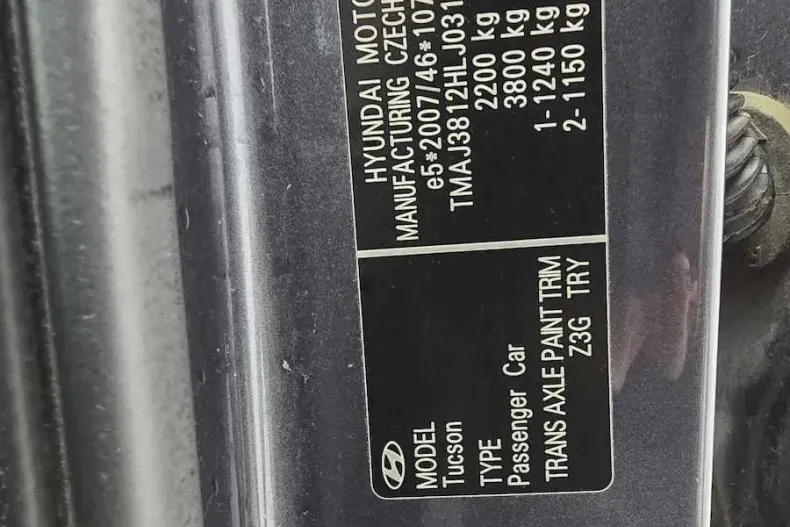 HYUNDAI MOTO
MANUFACTURING CZECH
e5*2007/46*107
TMAJ3812HLJ031
2200 kg
3800 kg
1-1240 kg
2-1150 kg
MODEL
Tucson
TYPE
Passenger Car
TRANS AXLE PAINT TRIM
Z3G TRY